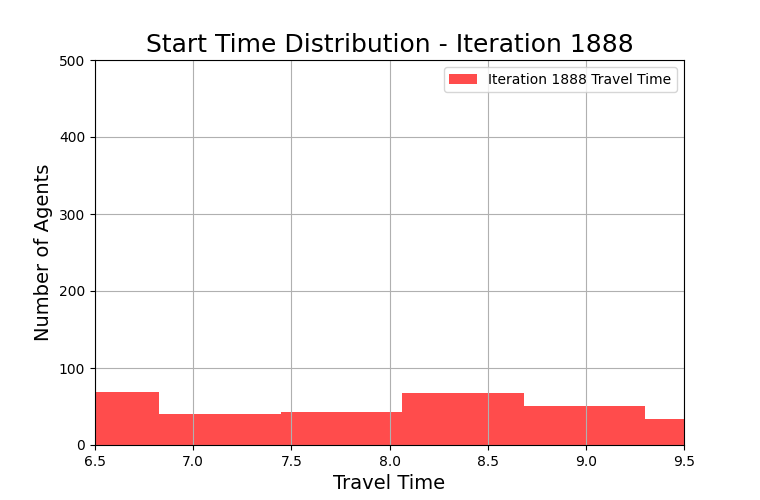 Start Time Distribution - Iteration 1888
Iteration 1888 Travel Time
Number of Agents
500
400
300
200
100
0
6.5 7.0 7.5 8.0 8.5 9.0 9.5
Travel Time